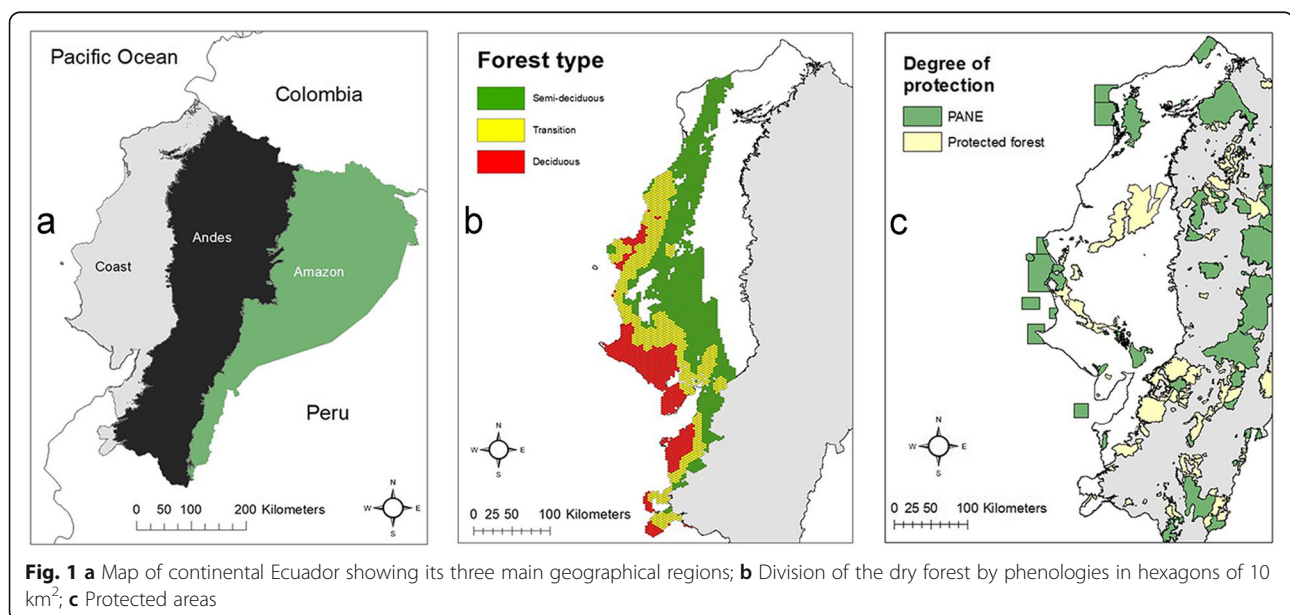 Pacific Ocean
Colombia
a
Andes
Coast
Amazon
Peru
N
W E
S
0 50 100 200 Kilometers
Forest type
Semi-deciduous
Transition
Deciduous
b
N
W E
S
0 25 50 100 Kilometers
Degree of
protection
PANE
Protected forest
c
N
W E
S
0 25 50 100 Kilometers
Fig. 1 a Map of continental Ecuador showing its three main geographical regions; b Division of the dry forest by phenologies in hexagons of 10
km²; c Protected areas